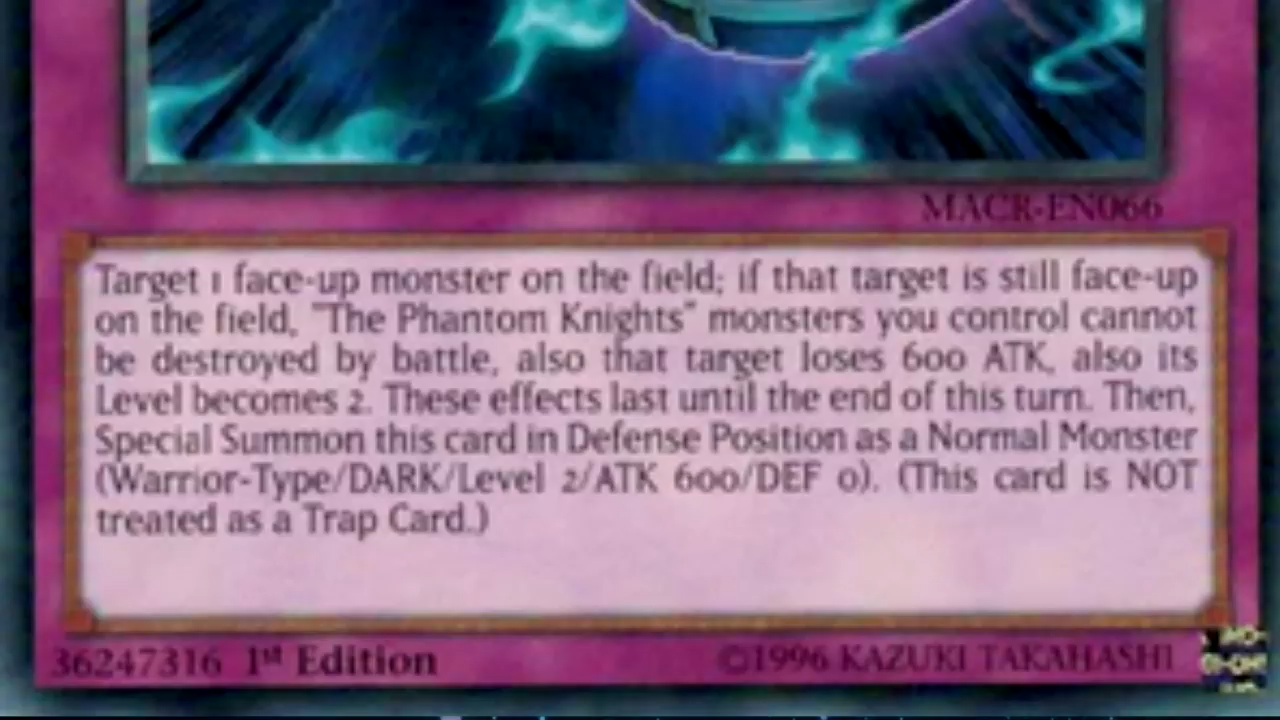 MACR-EN066
Target 1 face-up monster on the field; if that target is still face-up
on the field, "The Phantom Knights" monsters you control cannot
be destroyed by battle, also that target loses 600 ATK, also its
Level becomes 2. These effects last until the end of this turn. Then,
Special Summon this card in Defense Position as a Normal Monster
(Warrior-Type/DARK/Level 2/ATK 600/DEF 0). (This card is NOT
treated as a Trap Card.)
36247316 1st Edition ©1996 KAZUKI TAKAHASHI